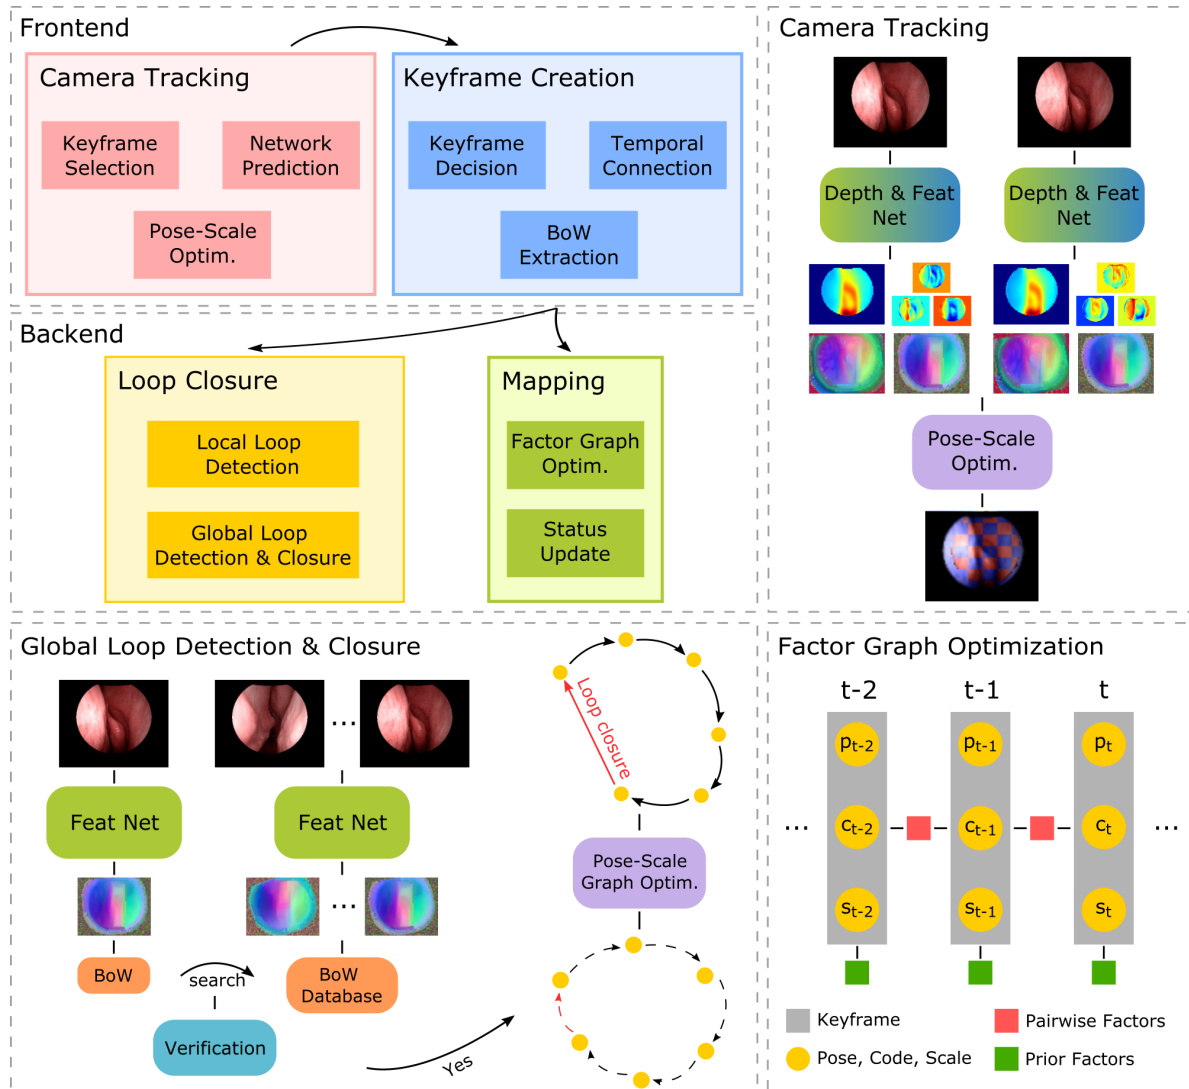 Frontend
Camera Tracking
Keyframe
Selection
Network
Prediction
Pose-Scale
Optim.
Keyframe Creation
Keyframe
Decision
Temporal
Connection
BoW
Extraction
Backend
Loop Closure
Local Loop
Detection
Global Loop
Detection & Closure
Mapping
Factor Graph
Optim.
Status
Update
Camera Tracking
Depth & Feat
Net
Depth & Feat
Net
Pose-Scale
Optim.
Global Loop Detection & Closure
...
Feat Net
Feat Net
...
BoW
search
BoW
Database
Verification
Yes
Loop closure
Pose-Scale
Graph Optim.
Factor Graph Optimization
t-2 t-1 t
pt-2 pt-1 pt
... ct-2 ct-1 ct ...
st-2 st-1 st
Keyframe
Pairwise Factors
Pose, Code, Scale
Prior Factors